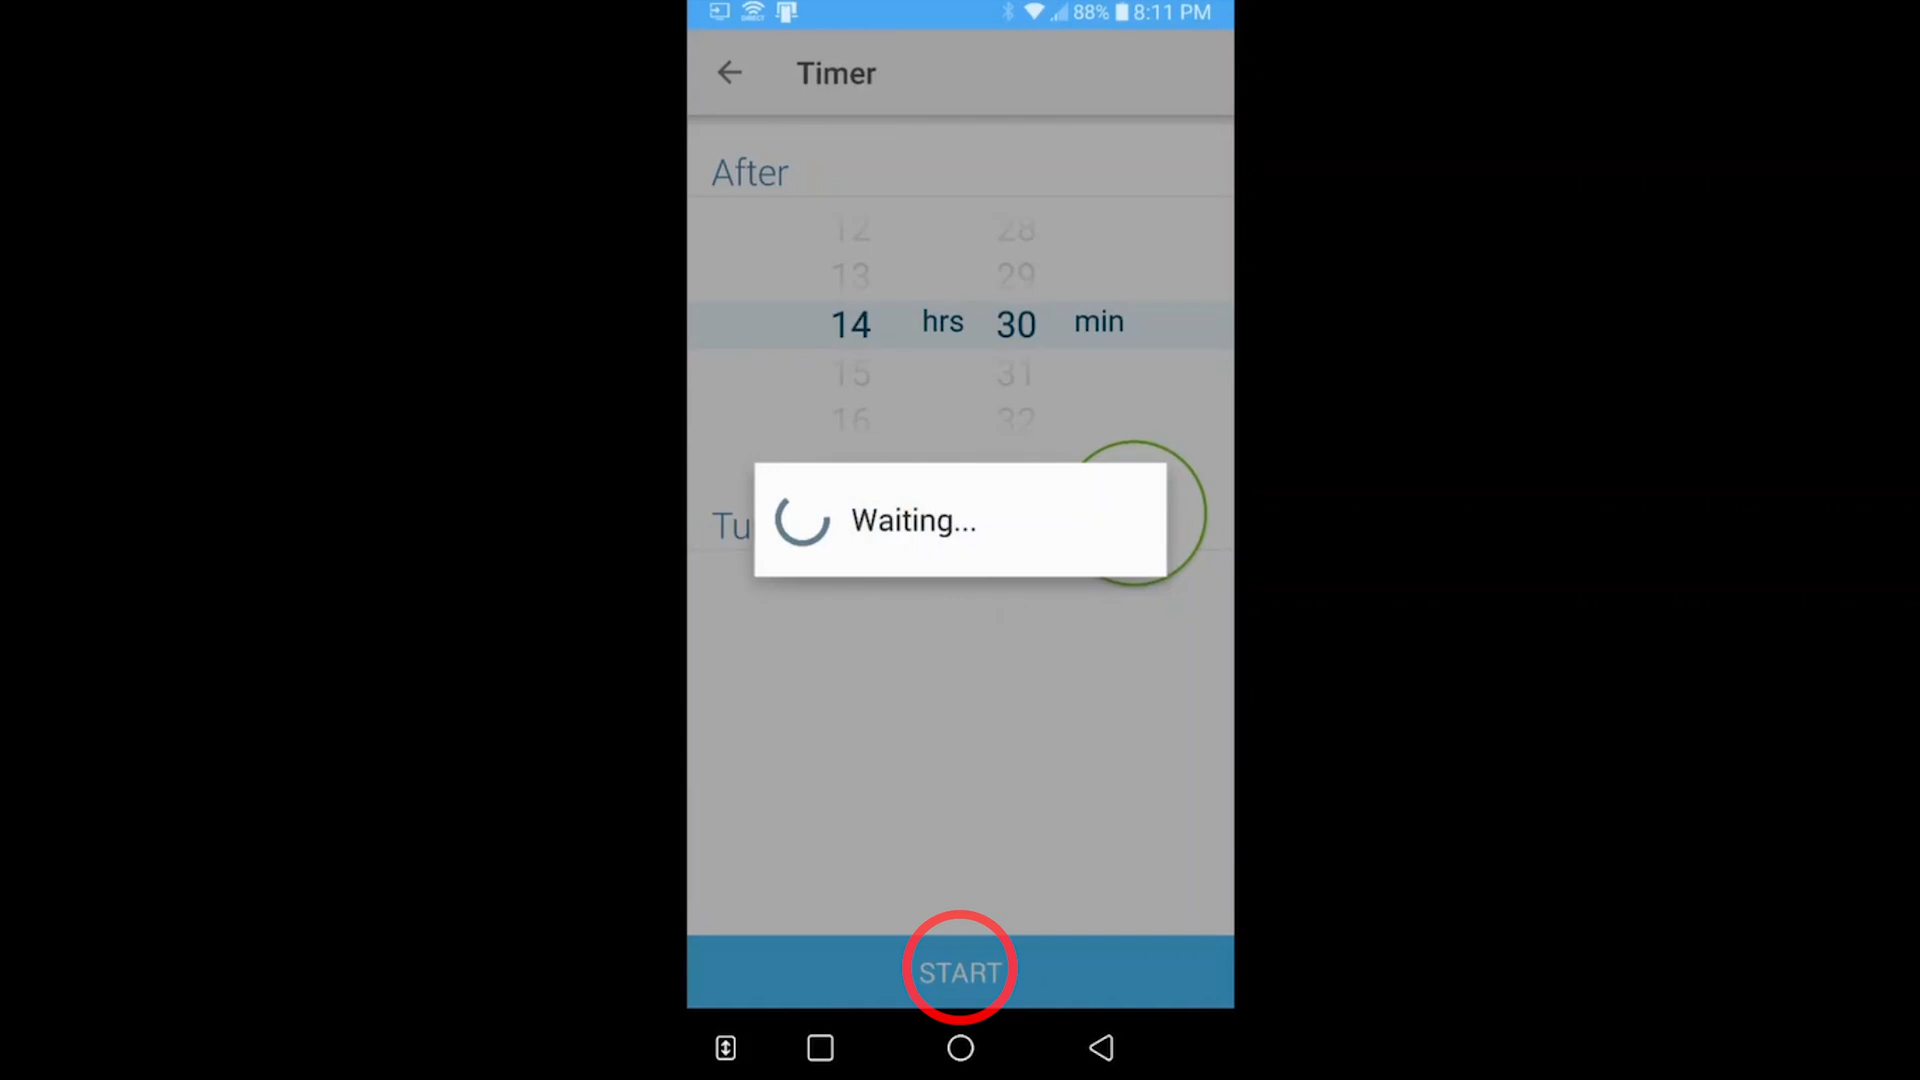 DIRECT 88% 8:11 PM
Timer
After
12 28
13 29
14 hrs 30 min
15 31
16 32
Tu
Waiting...
START